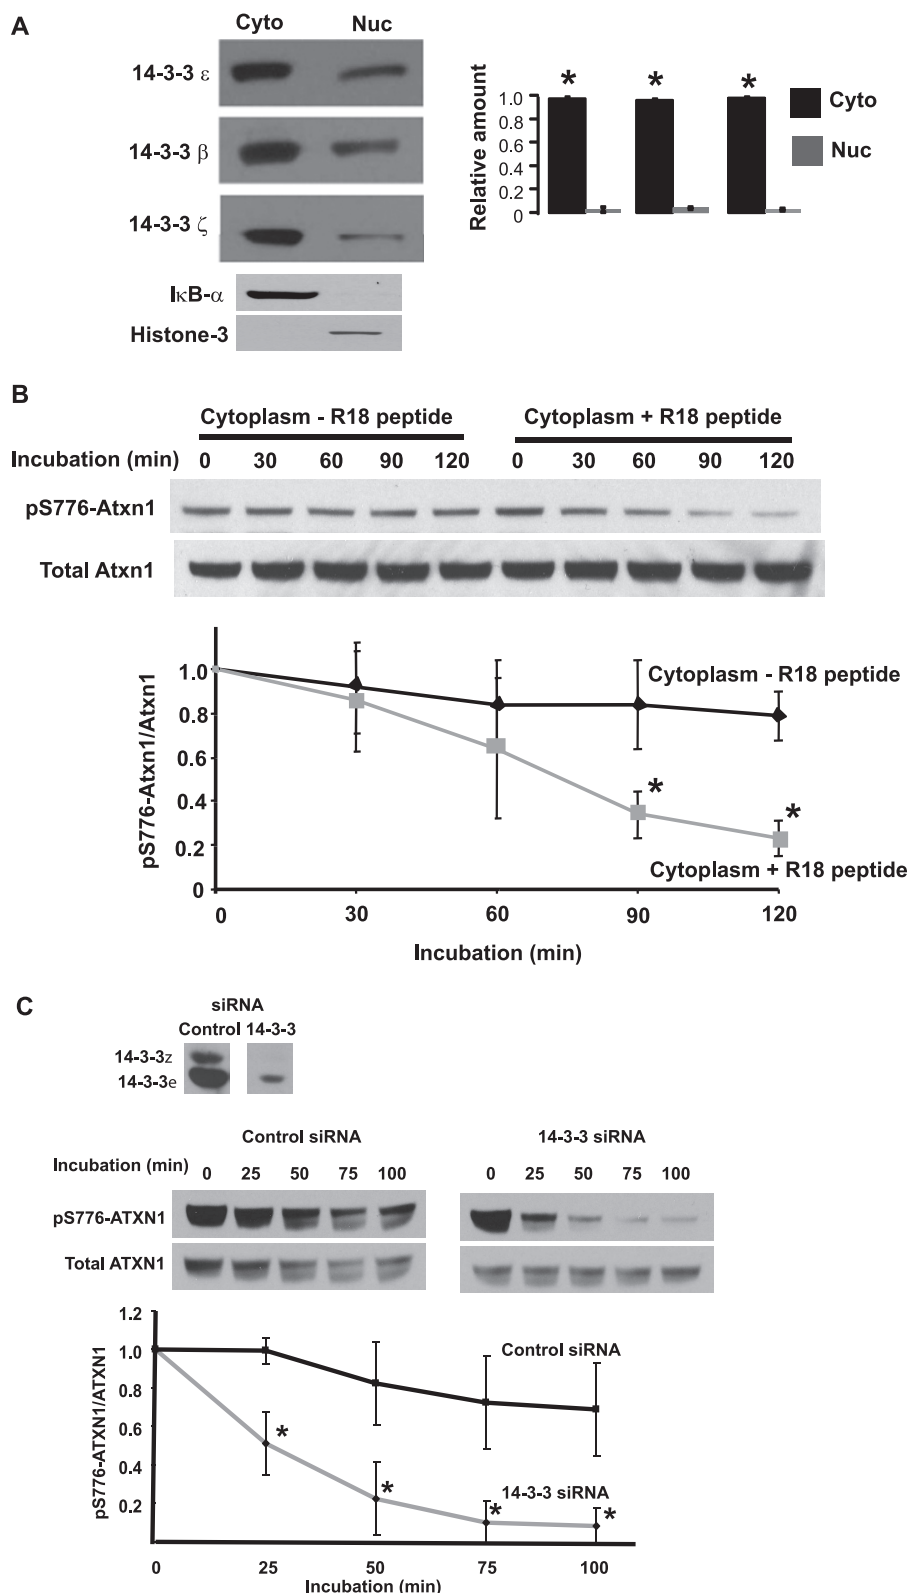 A
Cyto Nuc
14-3-3 ε
14-3-3 β
14-3-3 ζ
IκB-α
Histone-3
* * *
Relative amount
1.0
0.8
0.6
0.4
0.2
0
Cyto
Nuc
B
Cytoplasm - R18 peptide Cytoplasm + R18 peptide
Incubation (min) 0 30 60 90 120 0 30 60 90 120
pS776-Atxn1
Total Atxn1
pS776-Atxn1/Atxn1
1.0
0.8
0.6
0.4
0.2
0
Cytoplasm - R18 peptide
*
*
Cytoplasm + R18 peptide
0 30 60 90 120
Incubation (min)
C
siRNA
Control 14-3-3
14-3-3z
14-3-3e
Control siRNA 14-3-3 siRNA
Incubation (min) 0 25 50 75 100 0 25 50 75 100
pS776-ATXN1
Total ATXN1
pS776-ATXN1/ATXN1
1.2
1.0
0.8
0.6
0.4
0.2
Control siRNA
*
*
14-3-3 siRNA
* *
0 25 50 75 100
Incubation (min)